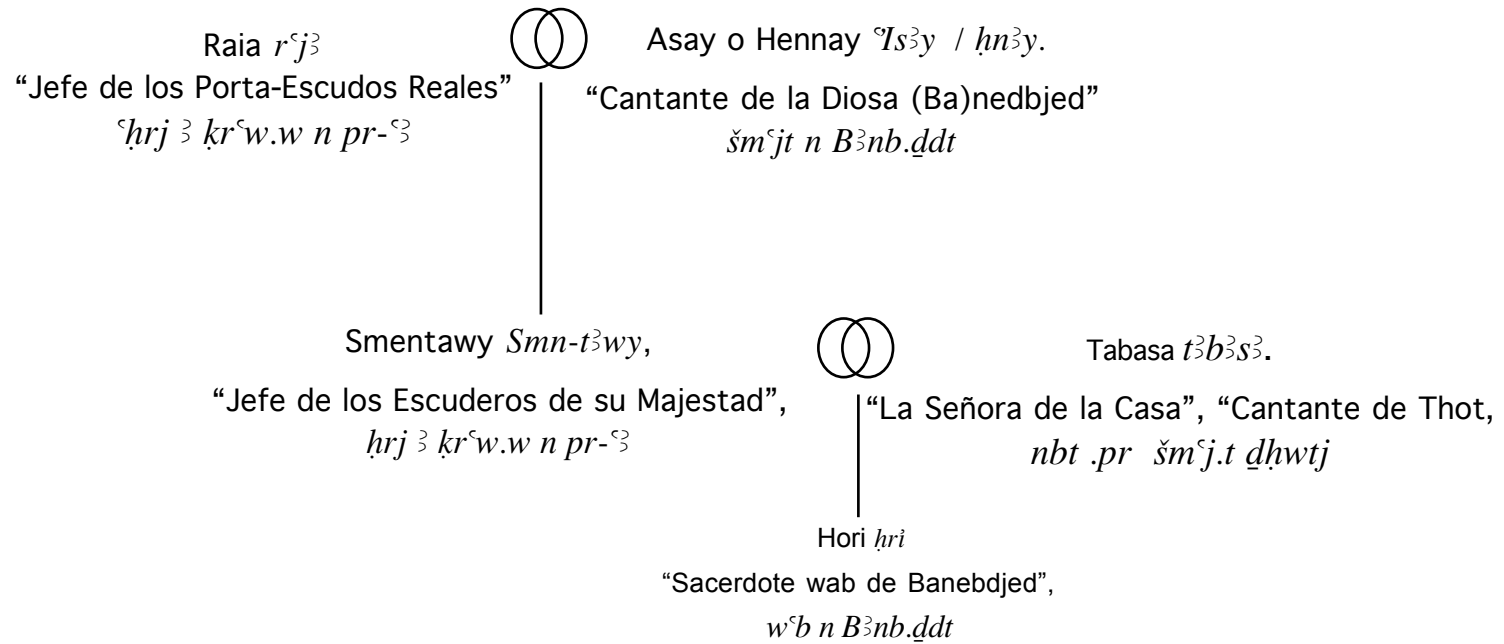 Raia rꜥjꜣ
“Jefe de los Porta-Escudos Reales”
ꜥḥrj ꜣ ḳrꜥw.w n pr-ꜥꜣ
Asay o Hennay ꜥIsꜣy / ḥnꜣy.
“Cantante de la Diosa (Ba)nedbjed”
šmꜥjt n Bꜣnb.ḏdt
Smentawy Smn-tꜣwy,
“Jefe de los Escuderos de su Majestad”,
ḥrj ꜣ ḳrꜥw.w n pr-ꜥꜣ
Tabasa tꜣbꜣsꜣ.
“La Señora de la Casa”, “Cantante de Thot,
nbt .pr šmꜥj.t ḏḥwtj
Hori ḥrỉ
“Sacerdote wab de Banebdjed”,
wꜥb n Bꜣnb.ḏdt